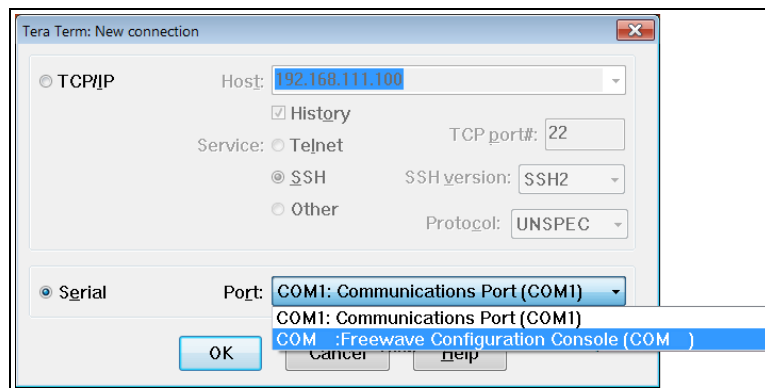 Tera Term: New connection
TCP/IP
Host: 192.168.111.100
History
Service: Telnet
TCP port#: 22
SSH
SSH version: SSH2
Other
Protocol: UNSPEC
Serial
Port: COM1: Communications Port (COM1)
COM1: Communications Port (COM1)
COM :Freewave Configuration Console (COM )
OK
Cancel
Help